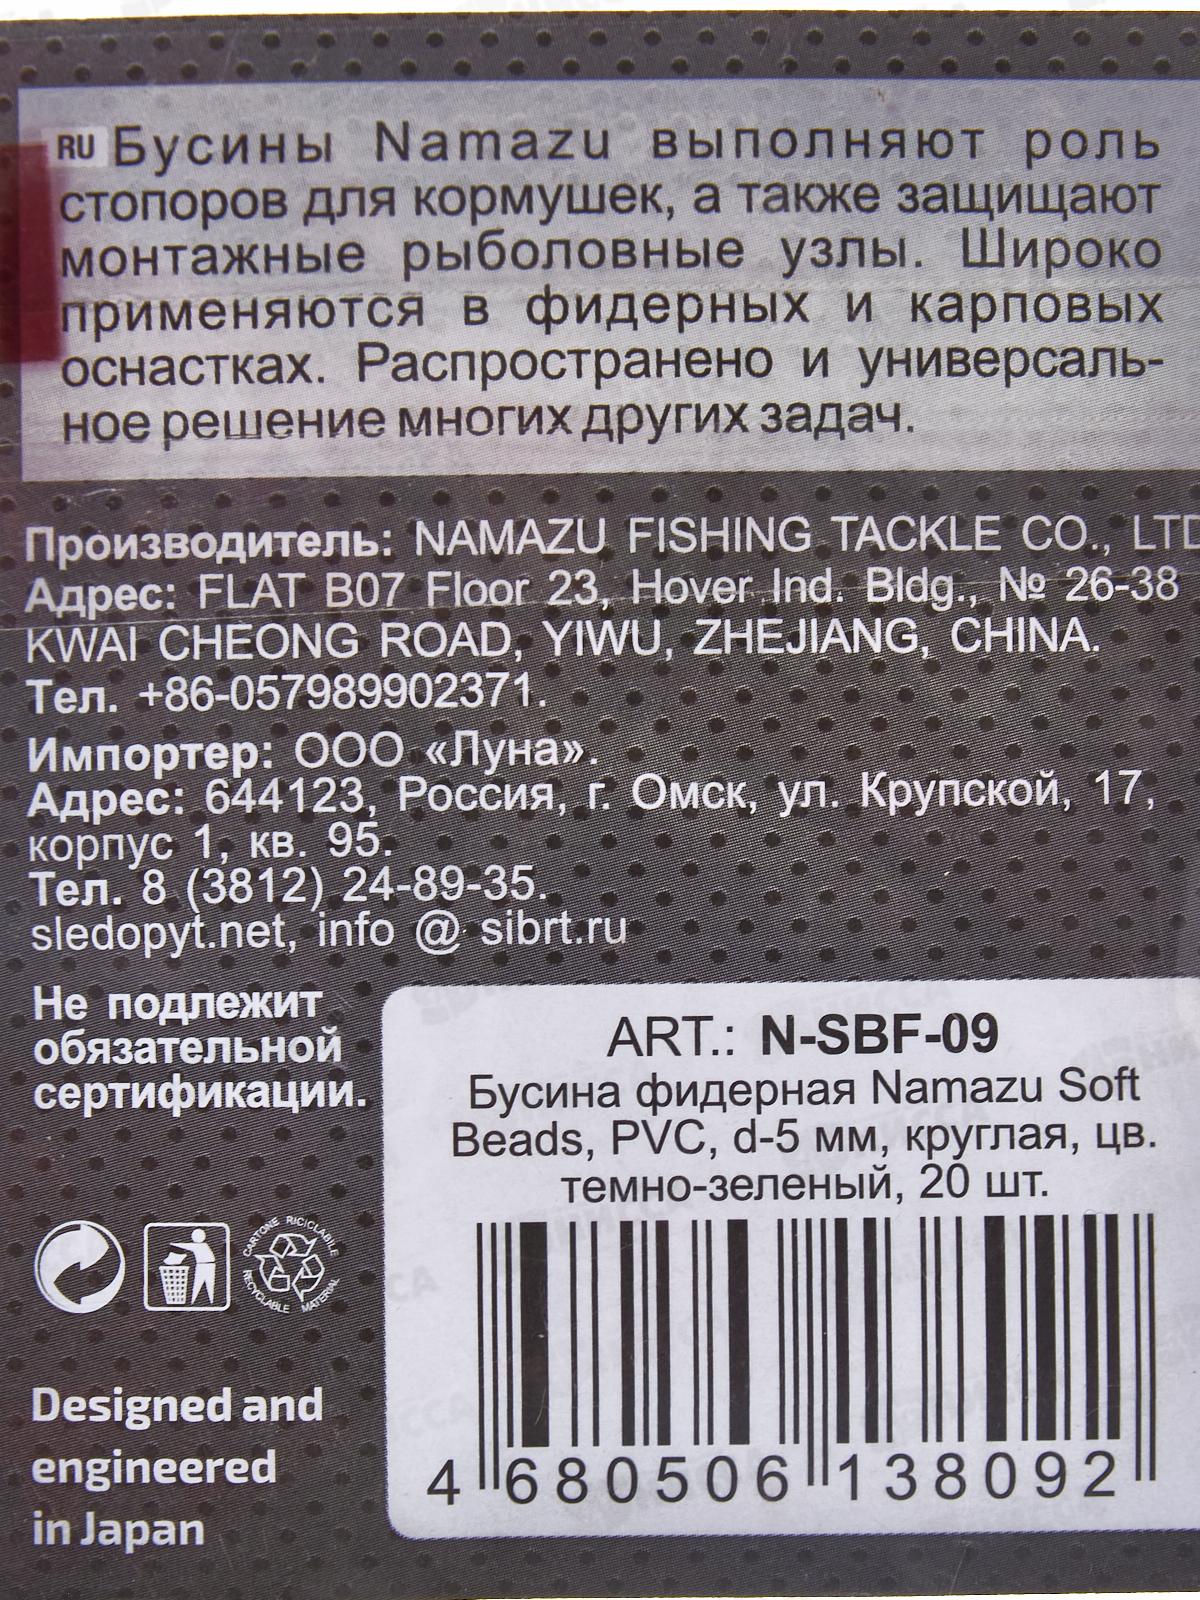 RU Бусины Namazu выполняют роль
стопоров для кормушек, а также защищают
монтажные рыболовные узлы. Широко
применяются в фидерных и карповых
оснастках. Распространено и универсаль-
ное решение многих других задач.
Производитель: NAMAZU FISHING TACKLE CO., LTD
Адрес: FLAT B07 Floor 23, Hover Ind. Bldg., № 26-38
KWAI CHEONG ROAD, YIWU, ZHEJIANG, CHINA.
Тел. +86-057989902371.
Импортер: ООО «Луна».
Адрес: 644123, Россия, г. Омск, ул. Крупской, 17,
корпус 1, кв. 95.
Тел. 8 (3812) 24-89-35.
sledopyt.net, info @ sibrt.ru
Не подлежит
обязательной
сертификации.
CARTONE RICICLABILE
RECYCLABLE MATERIAL
Designed and
engineered
in Japan
ART.: N-SBF-09
Бусина фидерная Namazu Soft
Beads, PVC, d-5 мм, круглая, цв.
темно-зеленый, 20 шт.
4 680506 138092